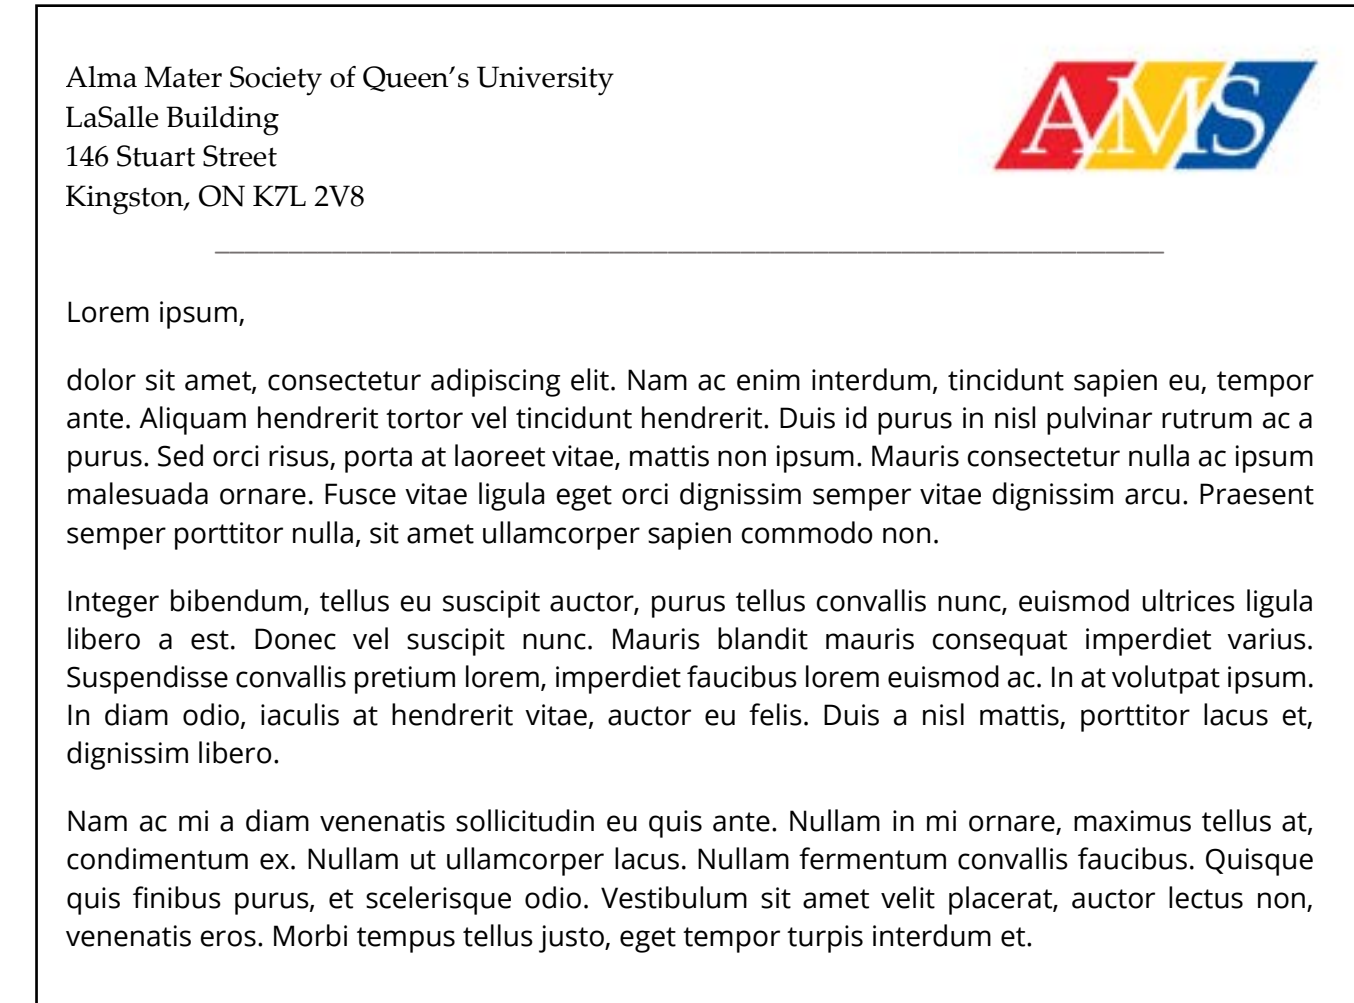 Alma Mater Society of Queen’s University
LaSalle Building
146 Stuart Street
Kingston, ON K7L 2V8
AMS
Lorem ipsum,
dolor sit amet, consectetur adipiscing elit. Nam ac enim interdum, tincidunt sapien eu, tempor
ante. Aliquam hendrerit tortor vel tincidunt hendrerit. Duis id purus in nisl pulvinar rutrum ac a
purus. Sed orci risus, porta at laoreet vitae, mattis non ipsum. Mauris consectetur nulla ac ipsum
malesuada ornare. Fusce vitae ligula eget orci dignissim semper vitae dignissim arcu. Praesent
semper porttitor nulla, sit amet ullamcorper sapien commodo non.
Integer bibendum, tellus eu suscipit auctor, purus tellus convallis nunc, euismod ultrices ligula
libero a est. Donec vel suscipit nunc. Mauris blandit mauris consequat imperdiet varius.
Suspendisse convallis pretium lorem, imperdiet faucibus lorem euismod ac. In at volutpat ipsum.
In diam odio, iaculis at hendrerit vitae, auctor eu felis. Duis a nisl mattis, porttitor lacus et,
dignissim libero.
Nam ac mi a diam venenatis sollicitudin eu quis ante. Nullam in mi ornare, maximus tellus at,
condimentum ex. Nullam ut ullamcorper lacus. Nullam fermentum convallis faucibus. Quisque
quis finibus purus, et scelerisque odio. Vestibulum sit amet velit placerat, auctor lectus non,
venenatis eros. Morbi tempus tellus justo, eget tempor turpis interdum et.